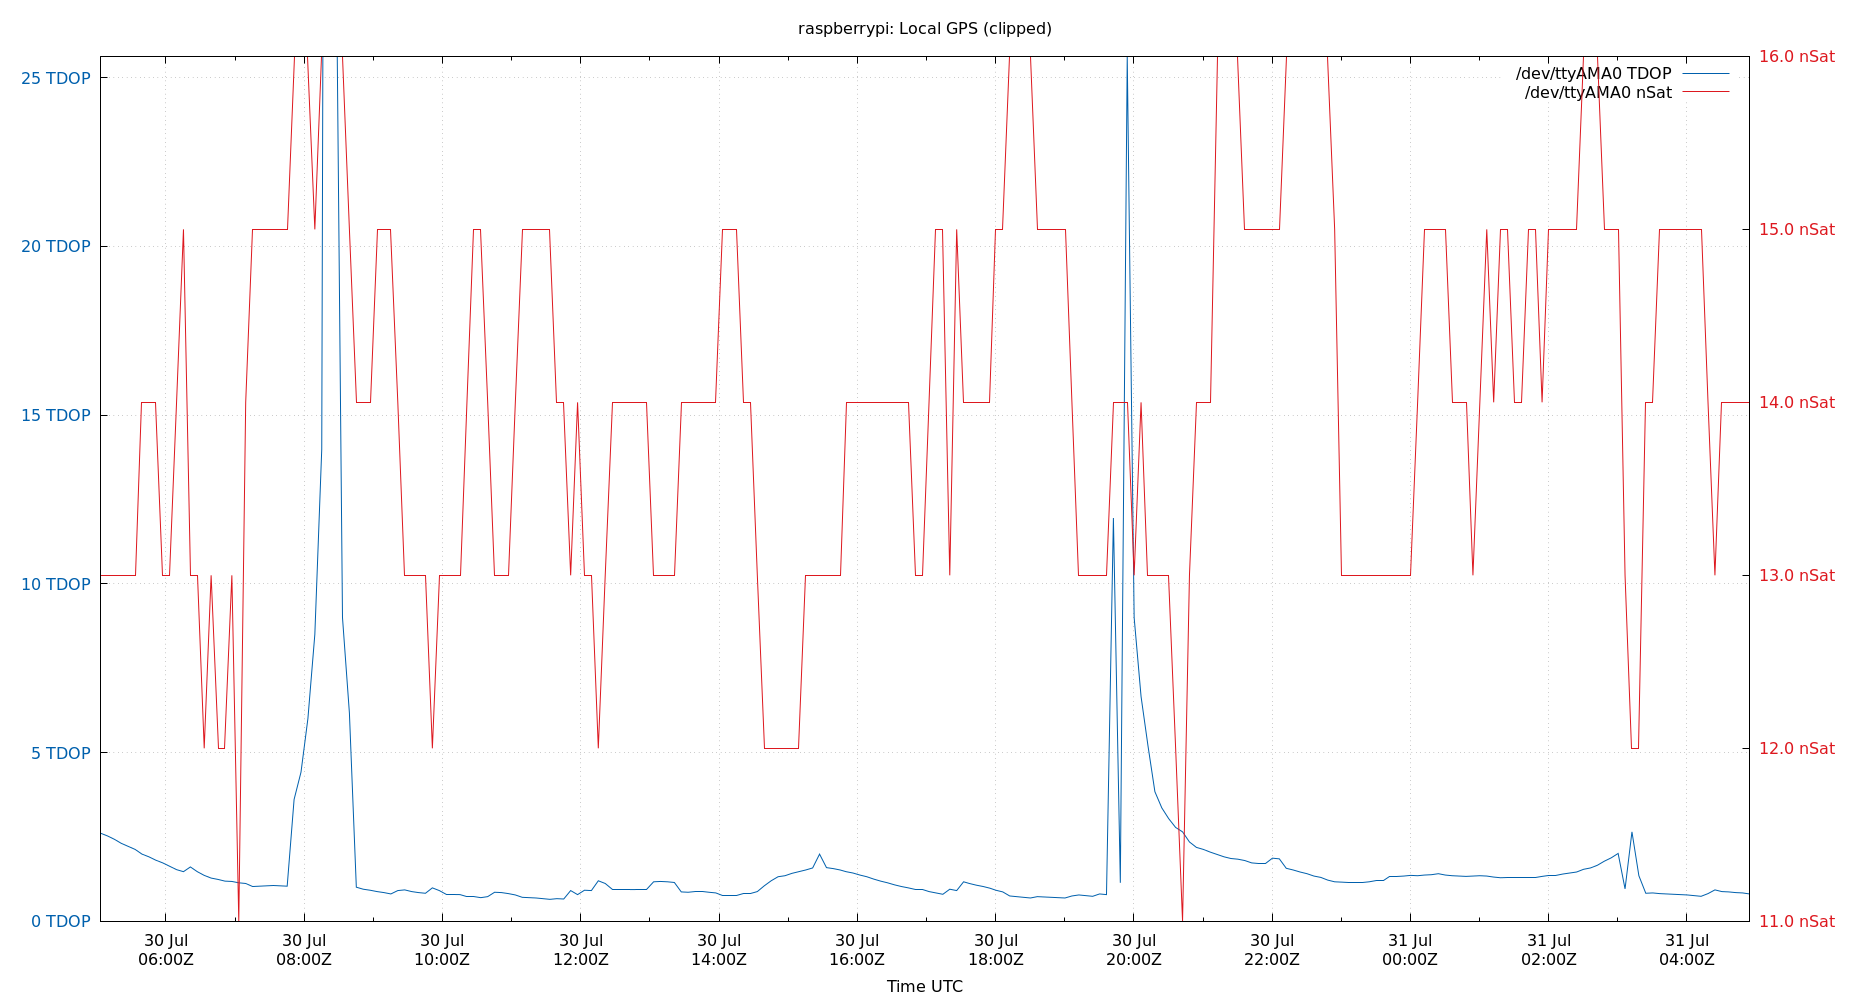 raspberrypi: Local GPS (clipped)
25 TDOP
20 TDOP
15 TDOP
10 TDOP
5 TDOP
0 TDOP
16.0 nSat
15.0 nSat
14.0 nSat
13.0 nSat
12.0 nSat
11.0 nSat
/dev/ttyAMA0 TDOP
/dev/ttyAMA0 nSat
30 Jul
06:00Z
30 Jul
08:00Z
30 Jul
10:00Z
30 Jul
12:00Z
30 Jul
14:00Z
30 Jul
16:00Z
30 Jul
18:00Z
30 Jul
20:00Z
30 Jul
22:00Z
31 Jul
00:00Z
31 Jul
02:00Z
31 Jul
04:00Z
Time UTC